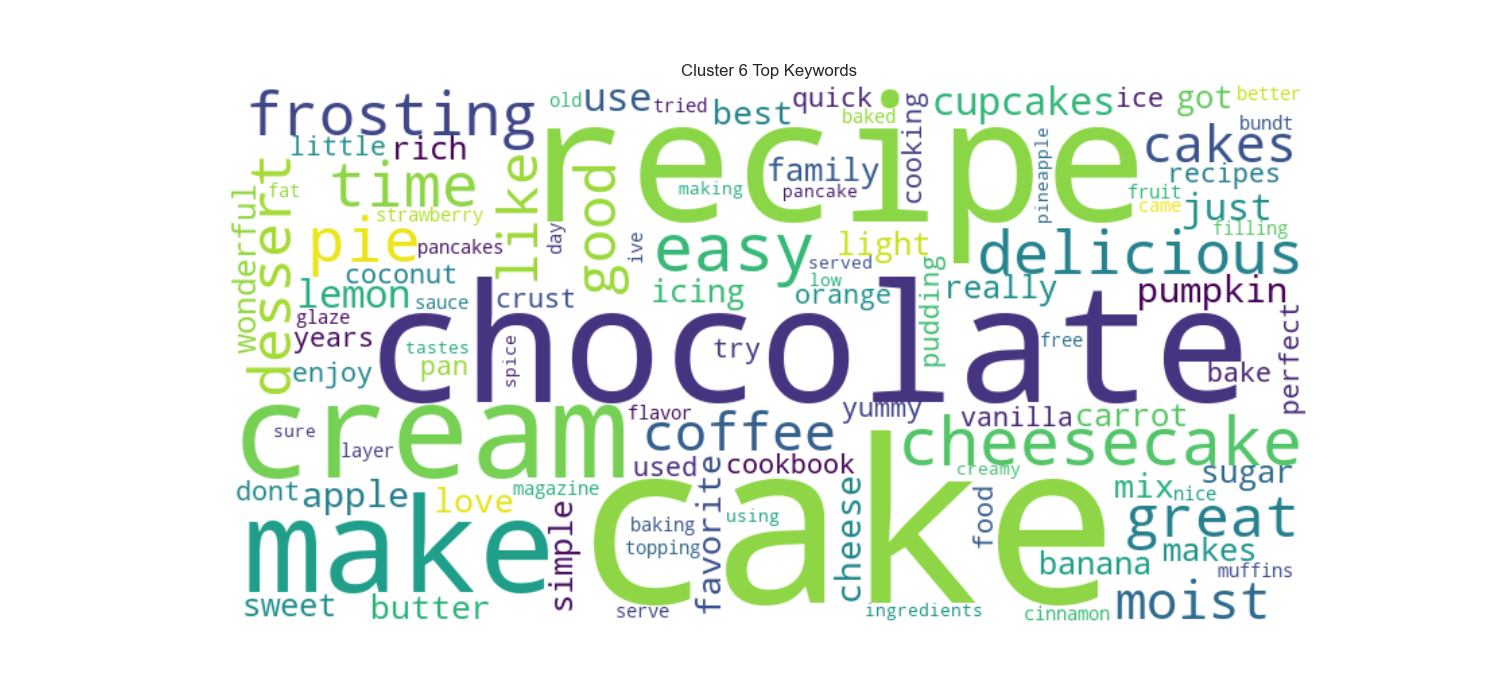 Cluster 6 Top Keywords
frosting
old
use
tried
best
quick
baked
cooking
cupcakes
ice
got
better
bundt
cakes
little
rich
recipe
family
pancake
making
pineapple
recipes
fruit
came
just
filling
wonderful
fat
dessert
time
strawberry
like
good
day
ive
pie
pancakes
easy
light
served
low
delicious
coconut
lemon
sauce
crust
icing
orange
pudding
really
pumpkin
glaze
years
chocolate
tastes
pan
spice
try
free
enjoy
bake
perfect
cream
flavor
sure
layer
coffee
yummy
vanilla
carrot
cheesecake
used
cookbook
creamy
sugar
dont
apple
love
magazine
favorite
cheese
food
mix
nice
great
make
simple
baking
using
topping
cake
banana
makes
muffins
sweet
butter
serve
ingredients
cinnamon
moist